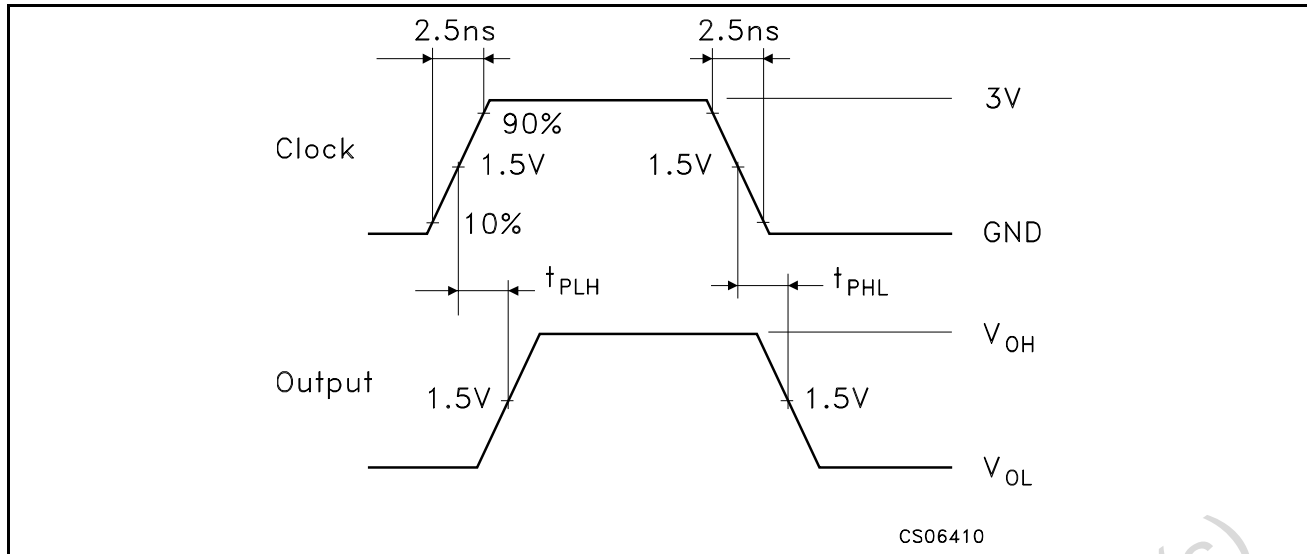 2.5ns 2.5ns
3V
90%
Clock 1.5V 1.5V
10%
GND
tPLH tPHL
VOH
Output 1.5V 1.5V
VOL
CS06410